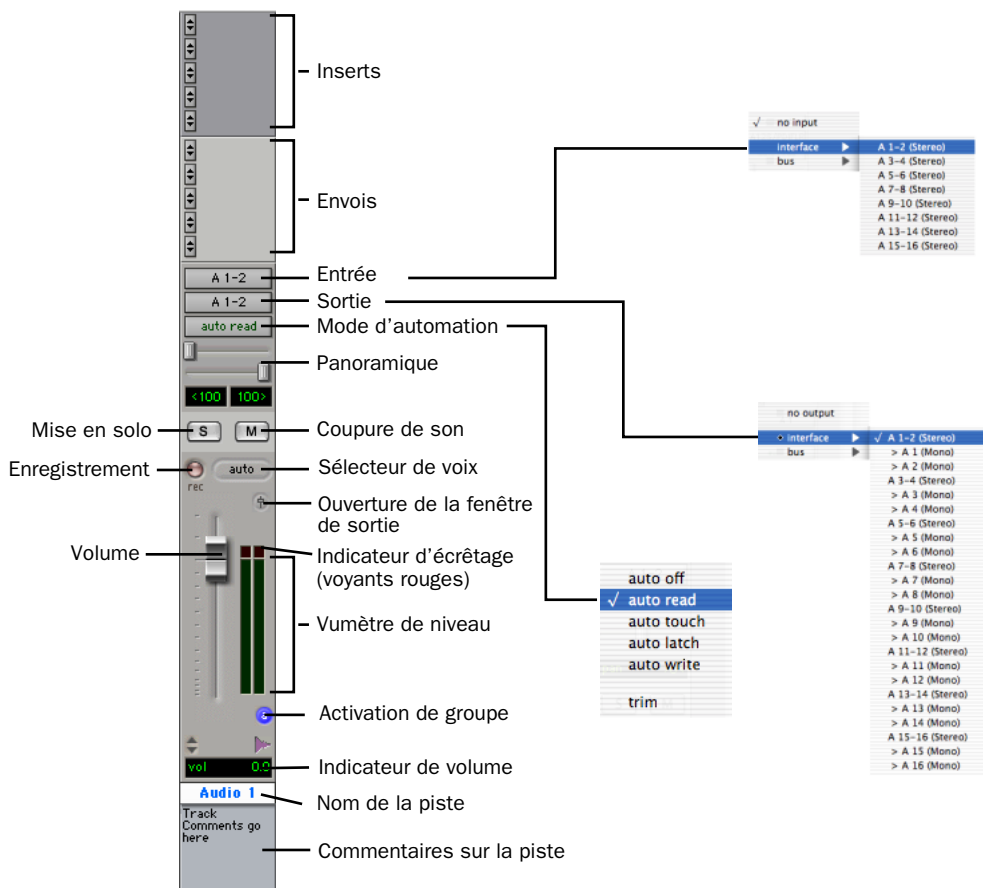 Inserts
Envois
A 1-2
Entrée
A 1-2
Sortie
auto read
Mode d'automation
Panoramique
<100 100>
Mise en solo
S
M
Coupure de son
Enregistrement
rec
auto
Sélecteur de voix
Ouverture de la fenêtre
de sortie
Volume
Indicateur d'écrêtage
(voyants rouges)
Vumètre de niveau
Activation de groupe
vol 0.0
Indicateur de volume
Audio 1
Nom de la piste
Track
Comments go
here
Commentaires sur la piste
√ no input
interface
bus
A 1-2 (Stereo)
A 3-4 (Stereo)
A 5-6 (Stereo)
A 7-8 (Stereo)
A 9-10 (Stereo)
A 11-12 (Stereo)
A 13-14 (Stereo)
A 15-16 (Stereo)
no output
interface
bus
√ A 1-2 (Stereo)
> A 1 (Mono)
> A 2 (Mono)
A 3-4 (Stereo)
> A 3 (Mono)
> A 4 (Mono)
A 5-6 (Stereo)
> A 5 (Mono)
> A 6 (Mono)
A 7-8 (Stereo)
> A 7 (Mono)
> A 8 (Mono)
A 9-10 (Stereo)
> A 9 (Mono)
> A 10 (Mono)
A 11-12 (Stereo)
> A 11 (Mono)
> A 12 (Mono)
A 13-14 (Stereo)
> A 13 (Mono)
> A 14 (Mono)
A 15-16 (Stereo)
> A 15 (Mono)
> A 16 (Mono)
auto off
√ auto read
auto touch
auto latch
auto write
trim